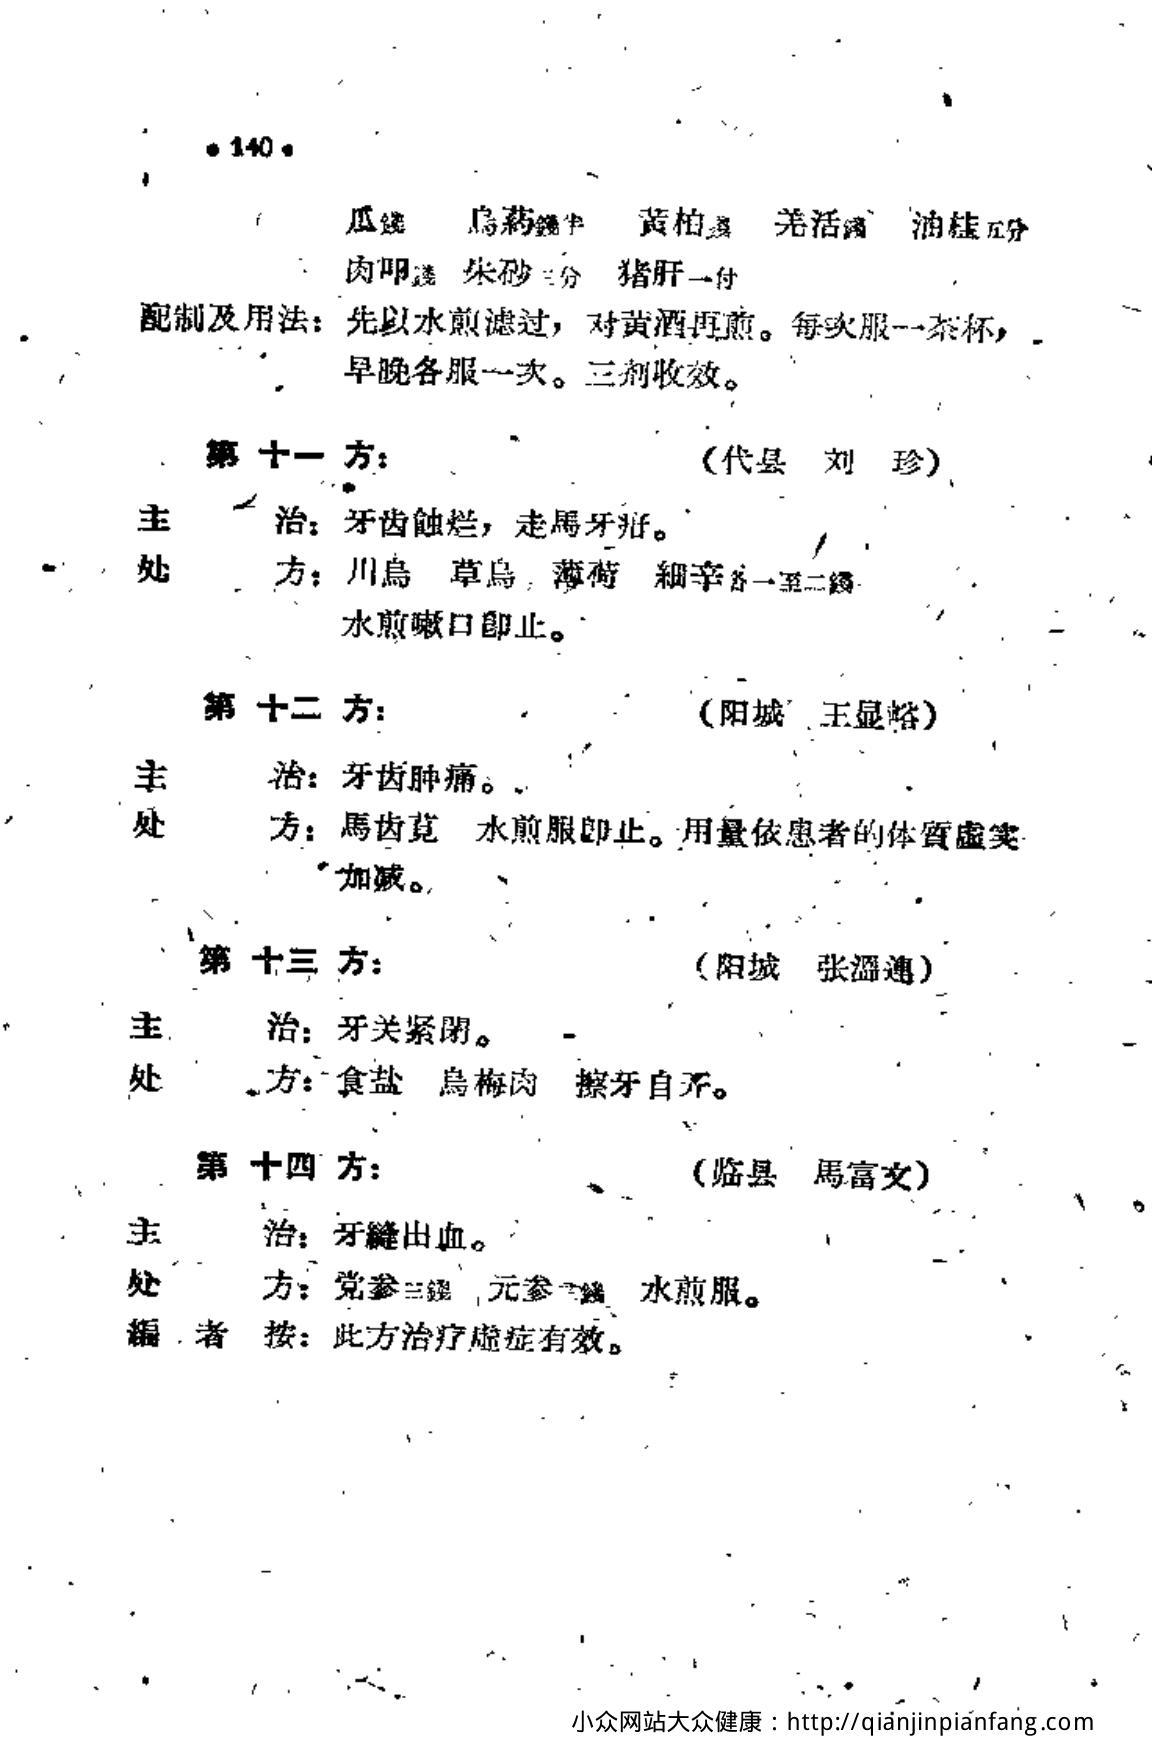 • 140 •
瓜錢 烏药錢半 黃柏錢 羌活錢 油桂五分
肉叩錢 朱砂三分 猪肝一付
配制及用法：先以水煎滤过，对黄酒再煎。每次服一茶杯，
早晚各服一次。三剂收效。
第十一方： （代县 刘珍）
主治：牙齿蝕烂，走馬牙疳。
处方：川烏 草烏 薄荷 細辛各一至二錢
水煎嗽口卽止。
第十二方： （阳城 王显）
主治：牙齿肿痛。
处方：馬齿苋 水煎服卽止。用量依患者的体質虛实
加减。
第十三方： （阳城 张）
主治：牙关紧閉。
处方：食盐 烏梅肉 擦牙自开。
第十四方： （临县 馬富文）
主治：牙縫出血。
处方：党参三錢 元参二錢 水煎服。
編者按：此方治疗虛症有效。
小众网站大众健康：http://qianjinpianfang.com